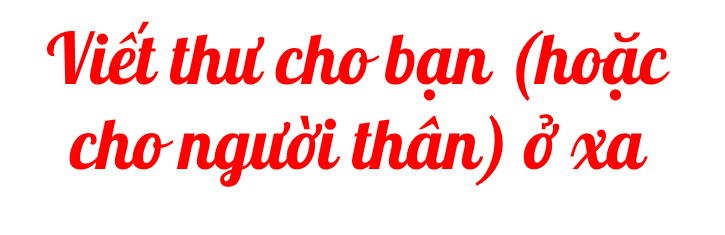 Viết thư cho bạn (hoặc
cho người thân) ở xa